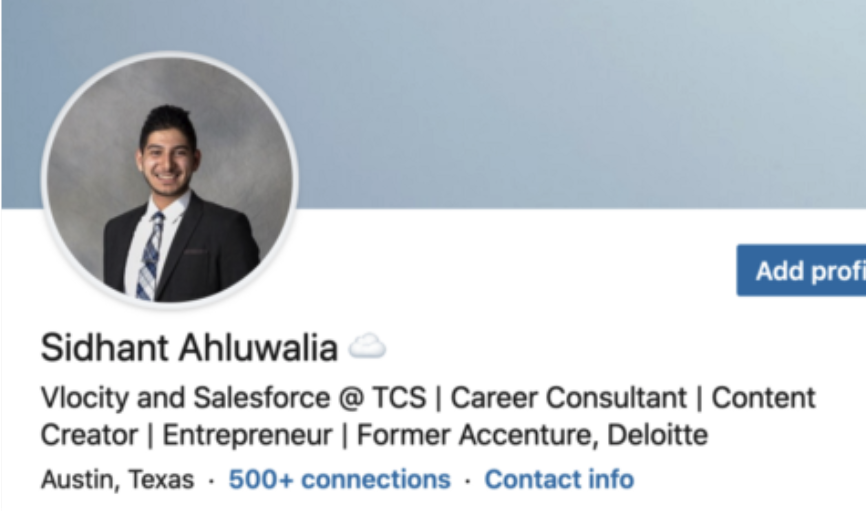 Add profi
Sidhant Ahluwalia
Vlocity and Salesforce @ TCS | Career Consultant | Content
Creator | Entrepreneur | Former Accenture, Deloitte
Austin, Texas · 500+ connections · Contact info